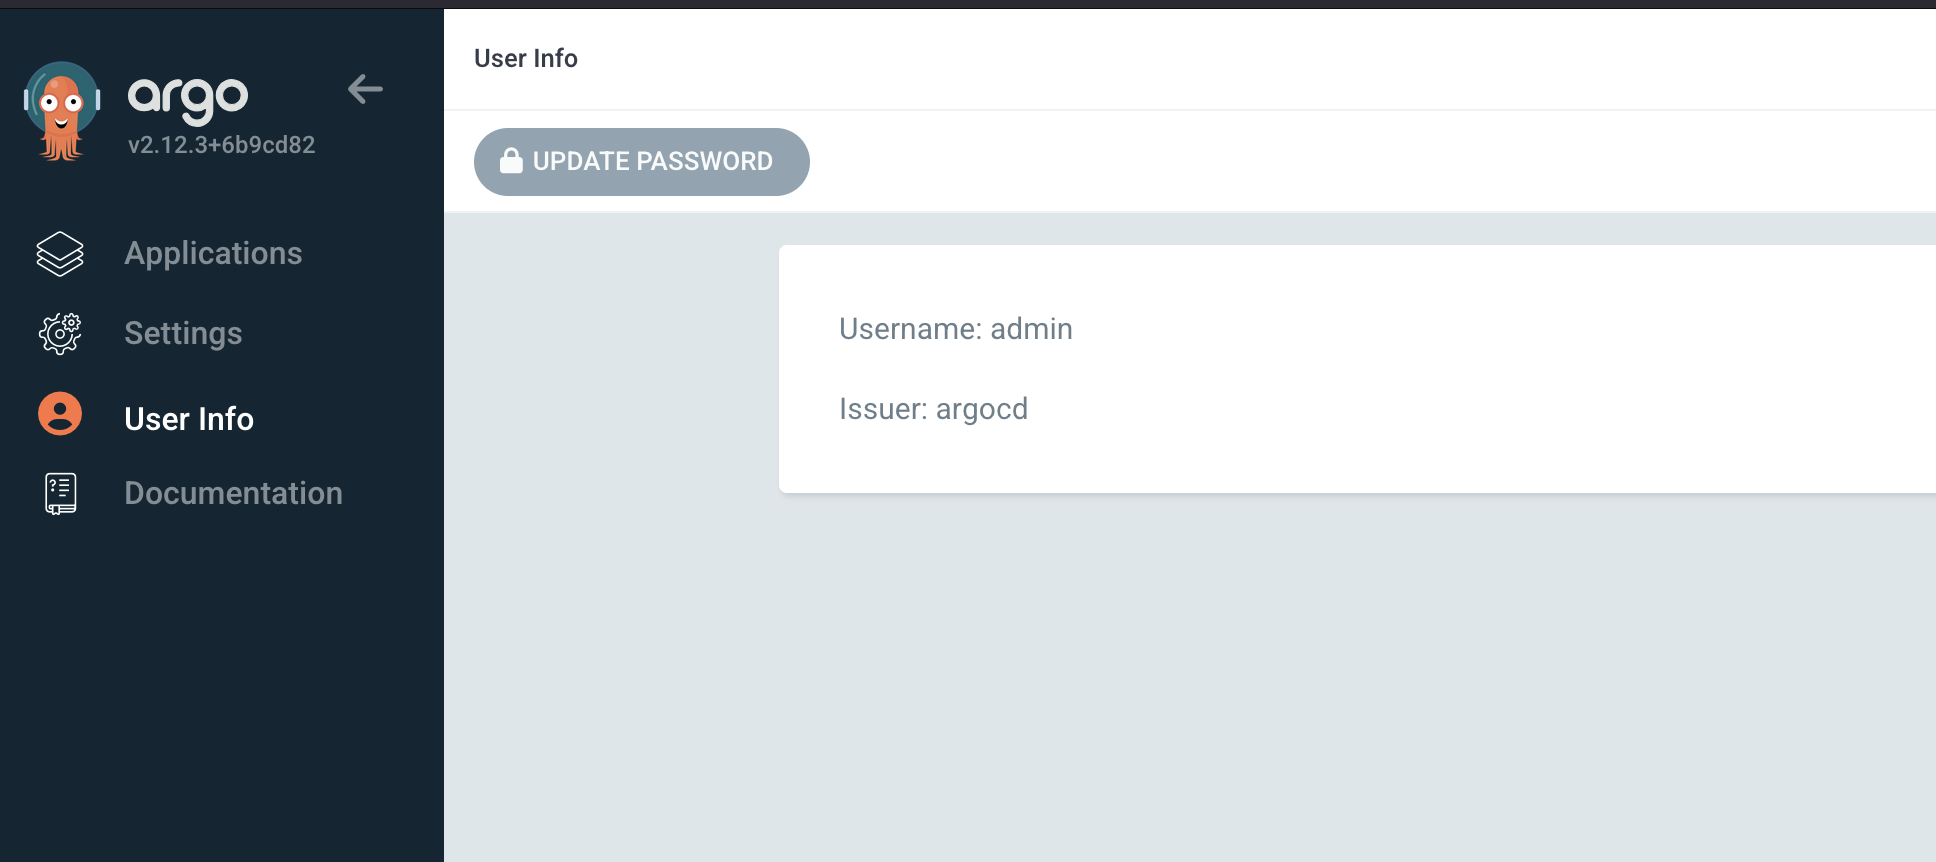 argo
v2.12.3+6b9cd82
Applications
Settings
User Info
Documentation
User Info
UPDATE PASSWORD
Username: admin
Issuer: argocd